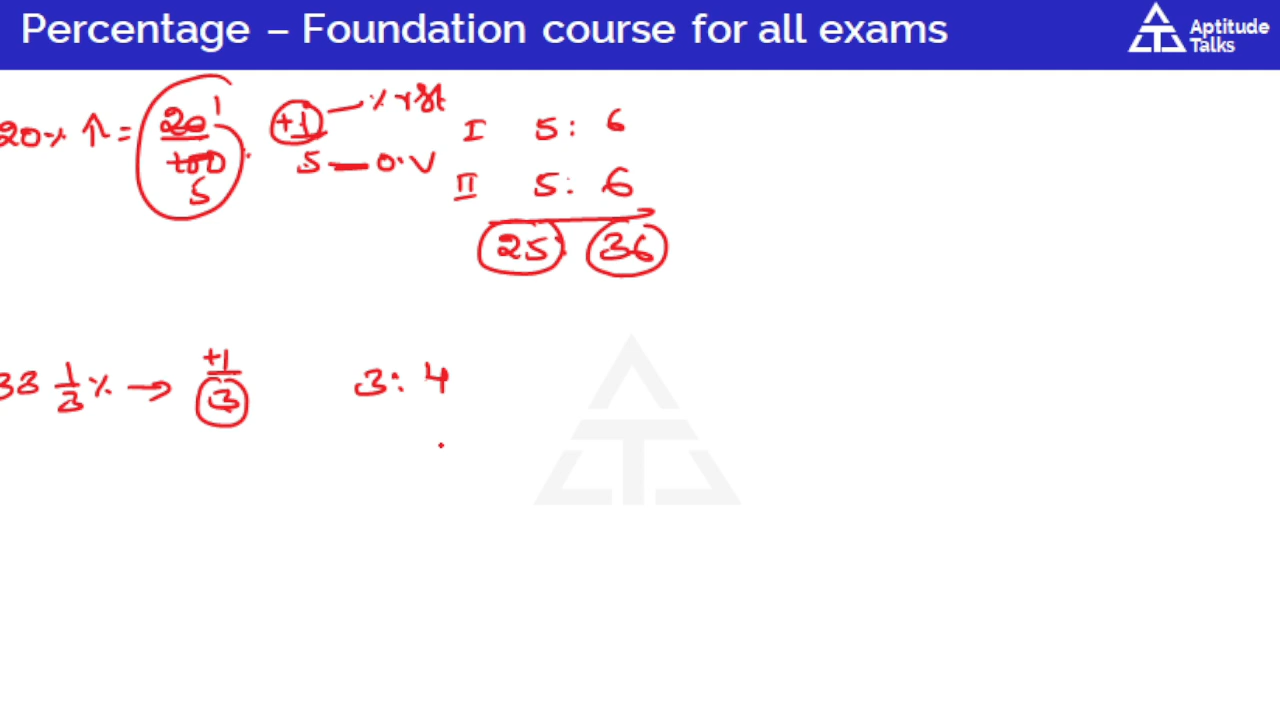 Percentage – Foundation course for all exams
Aptitude
Talks
20% ↑ = 20/100 1/5
+1/5 — 0.V
I 5 : 6
II 5 : 6
25 : 36
33 1/3 % → +1/3 3 : 4